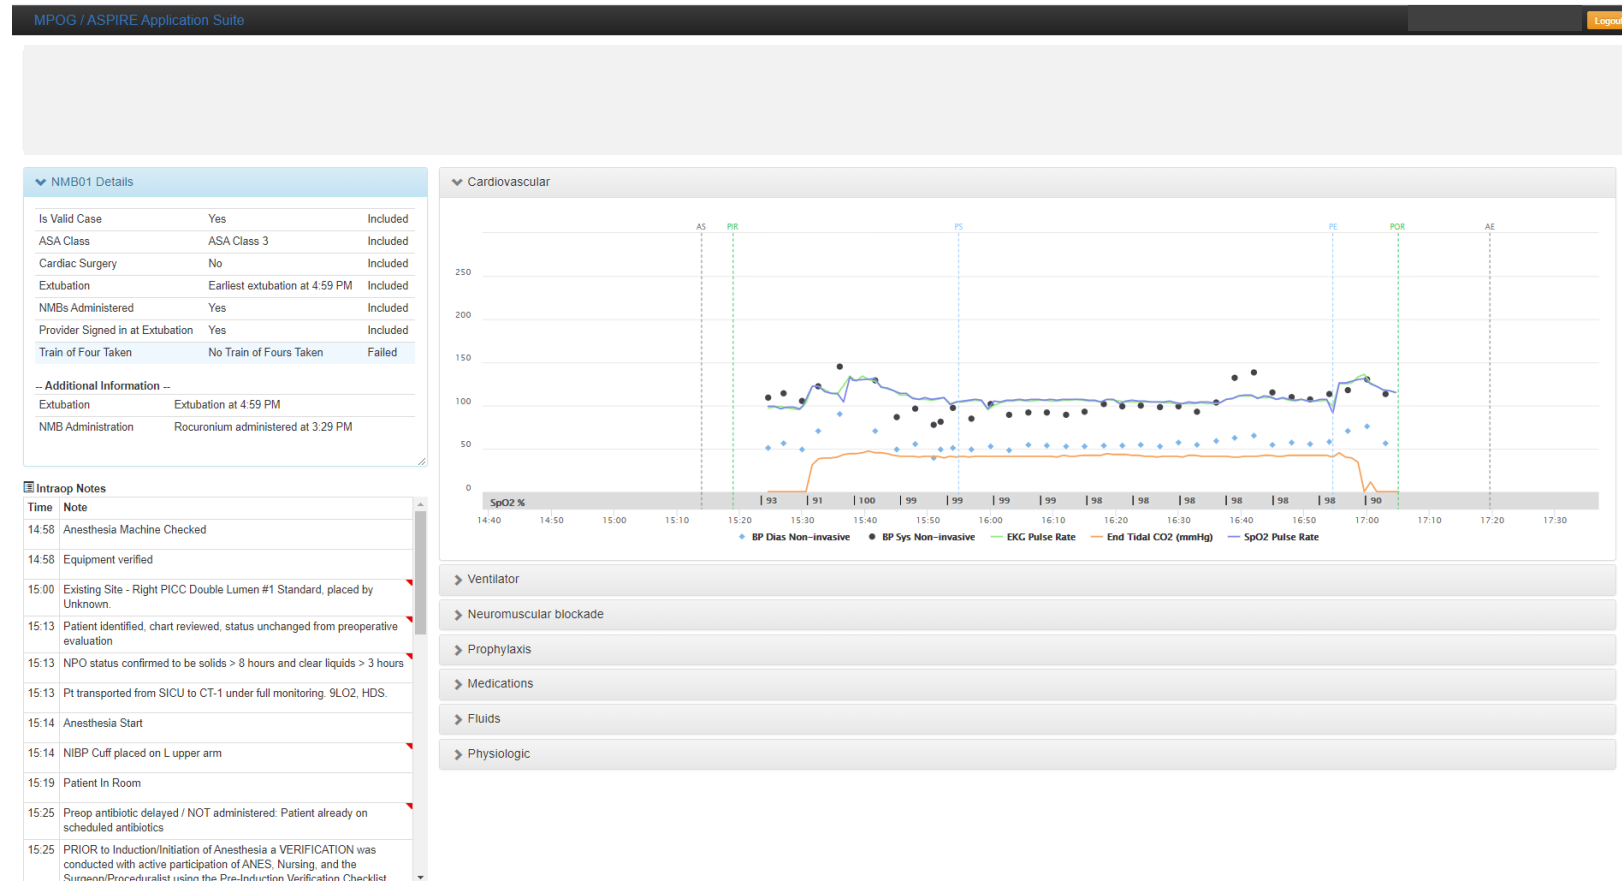 MPOG / ASPIRE Application Suite
Logout
NMB01 Details
Is Valid Case Yes Included
ASA Class ASA Class 3 Included
Cardiac Surgery No Included
Extubation Earliest extubation at 4:59 PM Included
NMBs Administered Yes Included
Provider Signed in at Extubation Yes Included
Train of Four Taken No Train of Fours Taken Failed
-- Additional Information --
Extubation Extubation at 4:59 PM
NMB Administration Rocuronium administered at 3:29 PM
Intraop Notes
Time Note
14:58 Anesthesia Machine Checked
14:58 Equipment verified
15:00 Existing Site - Right PICC Double Lumen #1 Standard, placed by
Unknown.
15:13 Patient identified, chart reviewed, status unchanged from preoperative
evaluation
15:13 NPO status confirmed to be solids > 8 hours and clear liquids > 3 hours
15:13 Pt transported from SICU to CT-1 under full monitoring. 9LO2, HDS.
15:14 Anesthesia Start
15:14 NIBP Cuff placed on L upper arm
15:19 Patient In Room
15:25 Preop antibiotic delayed / NOT administered: Patient already on
scheduled antibiotics
15:25 PRIOR to Induction/Initiation of Anesthesia a VERIFICATION was
conducted with active participation of ANES, Nursing, and the
Surgeon/Proceduralist using the Pre-Induction Verification Checklist
Cardiovascular
AS PIR PS PE POR AE
250
200
150
100
50
0
SpO2 % 93 91 100 99 99 99 99 98 98 98 98 98 98 90
14:40 14:50 15:00 15:10 15:20 15:30 15:40 15:50 16:00 16:10 16:20 16:30 16:40 16:50 17:00 17:10 17:20 17:30
BP Dias Non-invasive BP Sys Non-invasive EKG Pulse Rate End Tidal CO2 (mmHg) SpO2 Pulse Rate
Ventilator
Neuromuscular blockade
Prophylaxis
Medications
Fluids
Physiologic